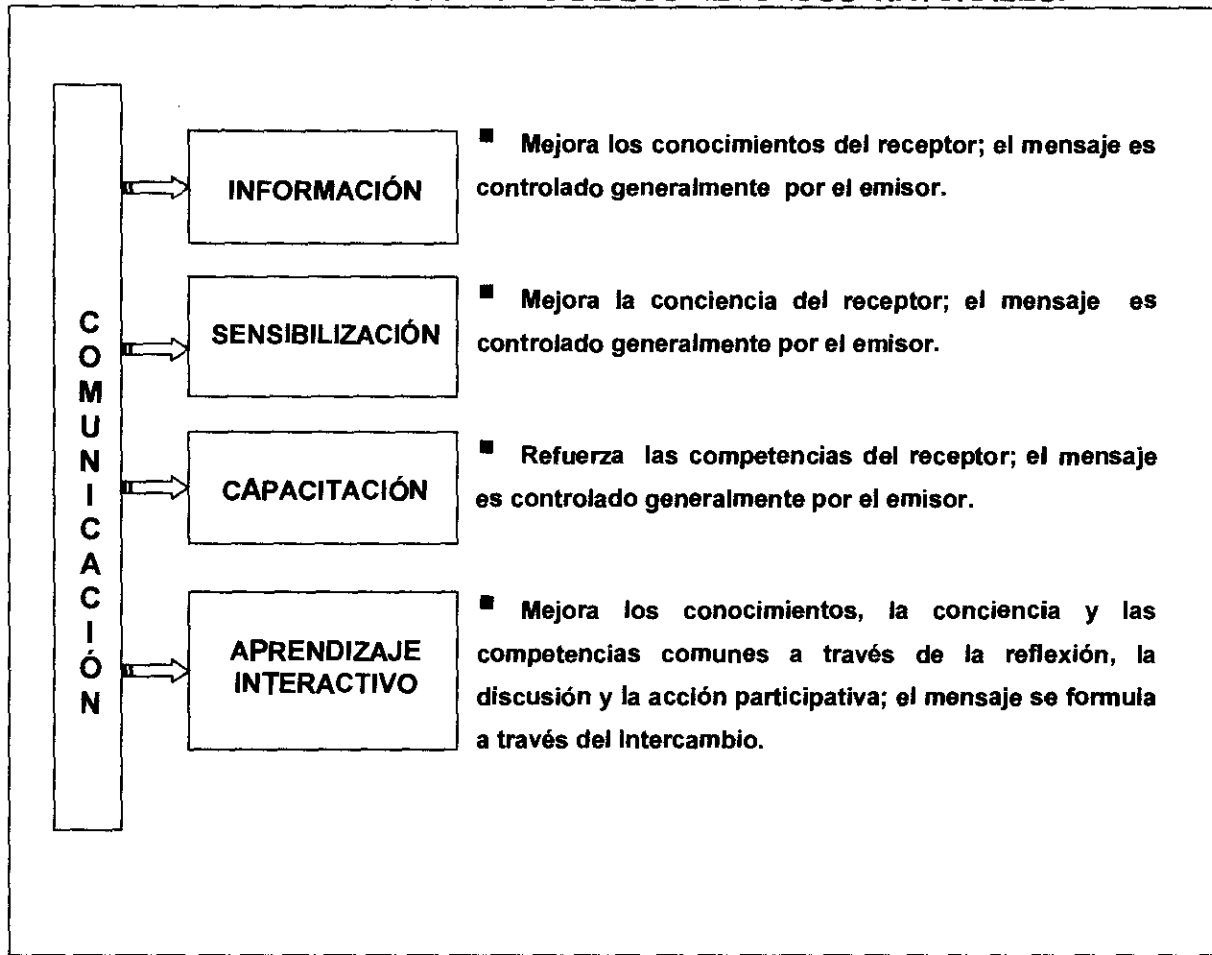 COMUNICACIÓN
INFORMACIÓN
■ Mejora los conocimientos del receptor; el mensaje es
controlado generalmente por el emisor.
SENSIBILIZACIÓN
■ Mejora la conciencia del receptor; el mensaje es
controlado generalmente por el emisor.
CAPACITACIÓN
■ Refuerza las competencias del receptor; el mensaje
es controlado generalmente por el emisor.
APRENDIZAJE
INTERACTIVO
■ Mejora los conocimientos, la conciencia y las
competencias comunes a través de la reflexión, la
discusión y la acción participativa; el mensaje se formula
a través del Intercambio.